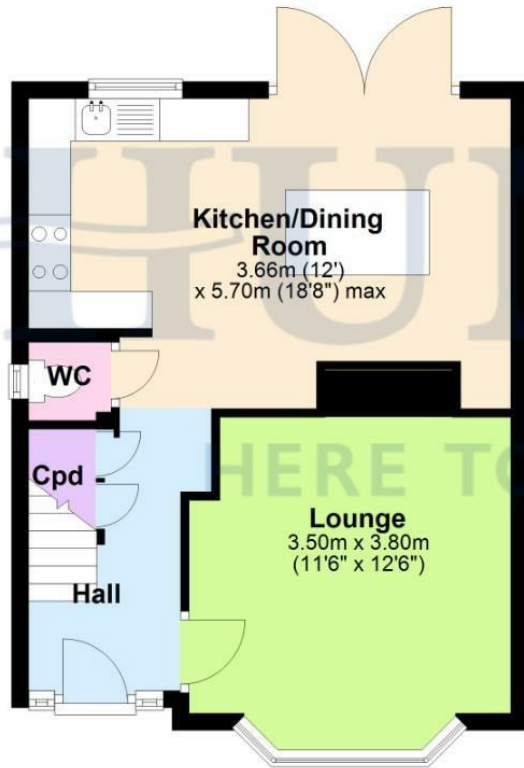 Kitchen/Dining
Room
3.66m (12')
x 5.70m (18'8") max
WC
Cpd
HERE TO
Lounge
3.50m x 3.80m
(11'6" x 12'6")
Hall